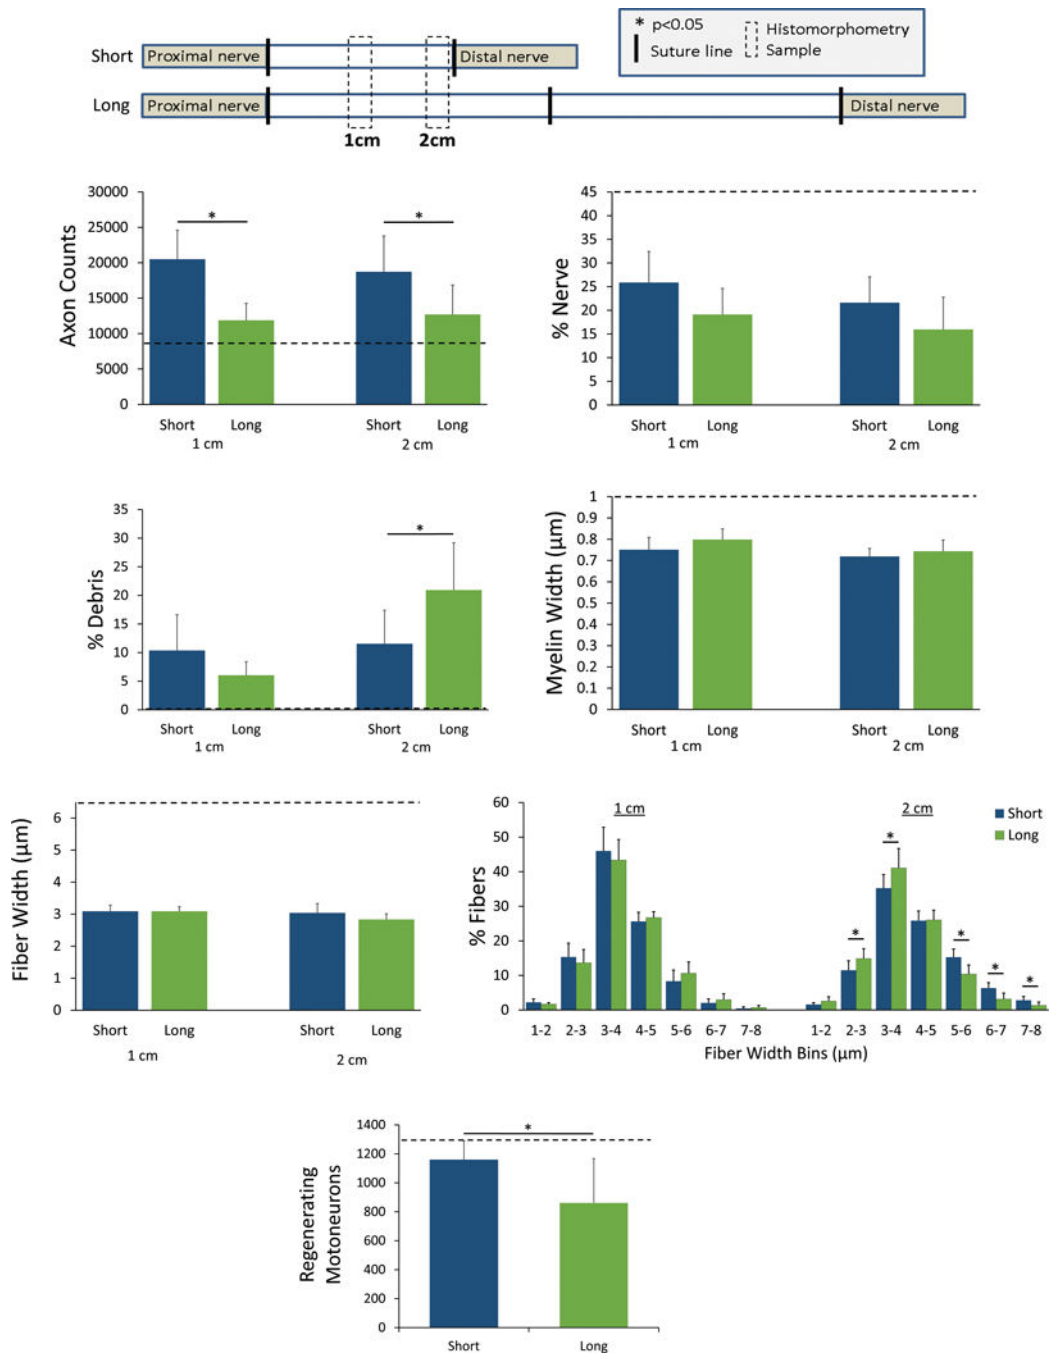 Short Proximal nerve Distal nerve
Long Proximal nerve Distal nerve
1cm 2cm
* p<0.05
Suture line
Histomorphometry
Sample
Axon Counts
30000
25000
20000
15000
10000
5000
0
*
*
Short Long Short Long
1 cm 2 cm
% Nerve
45
40
35
30
25
20
15
10
5
0
Short Long Short Long
1 cm 2 cm
% Debris
35
30
25
20
15
10
5
0
*
Short Long Short Long
1 cm 2 cm
Myelin Width (µm)
1
0.9
0.8
0.7
0.6
0.5
0.4
0.3
0.2
0.1
0
Short Long Short Long
1 cm 2 cm
Fiber Width (µm)
6
5
4
3
2
1
0
Short Long Short Long
1 cm 2 cm
% Fibers
60
50
40
30
20
10
0
1 cm 2 cm
Short
Long
* * * * *
1-2 2-3 3-4 4-5 5-6 6-7 7-8 1-2 2-3 3-4 4-5 5-6 6-7 7-8
Fiber Width Bins (µm)
Regenerating
Motoneurons
1400
1200
1000
800
600
400
200
0
*
Short Long